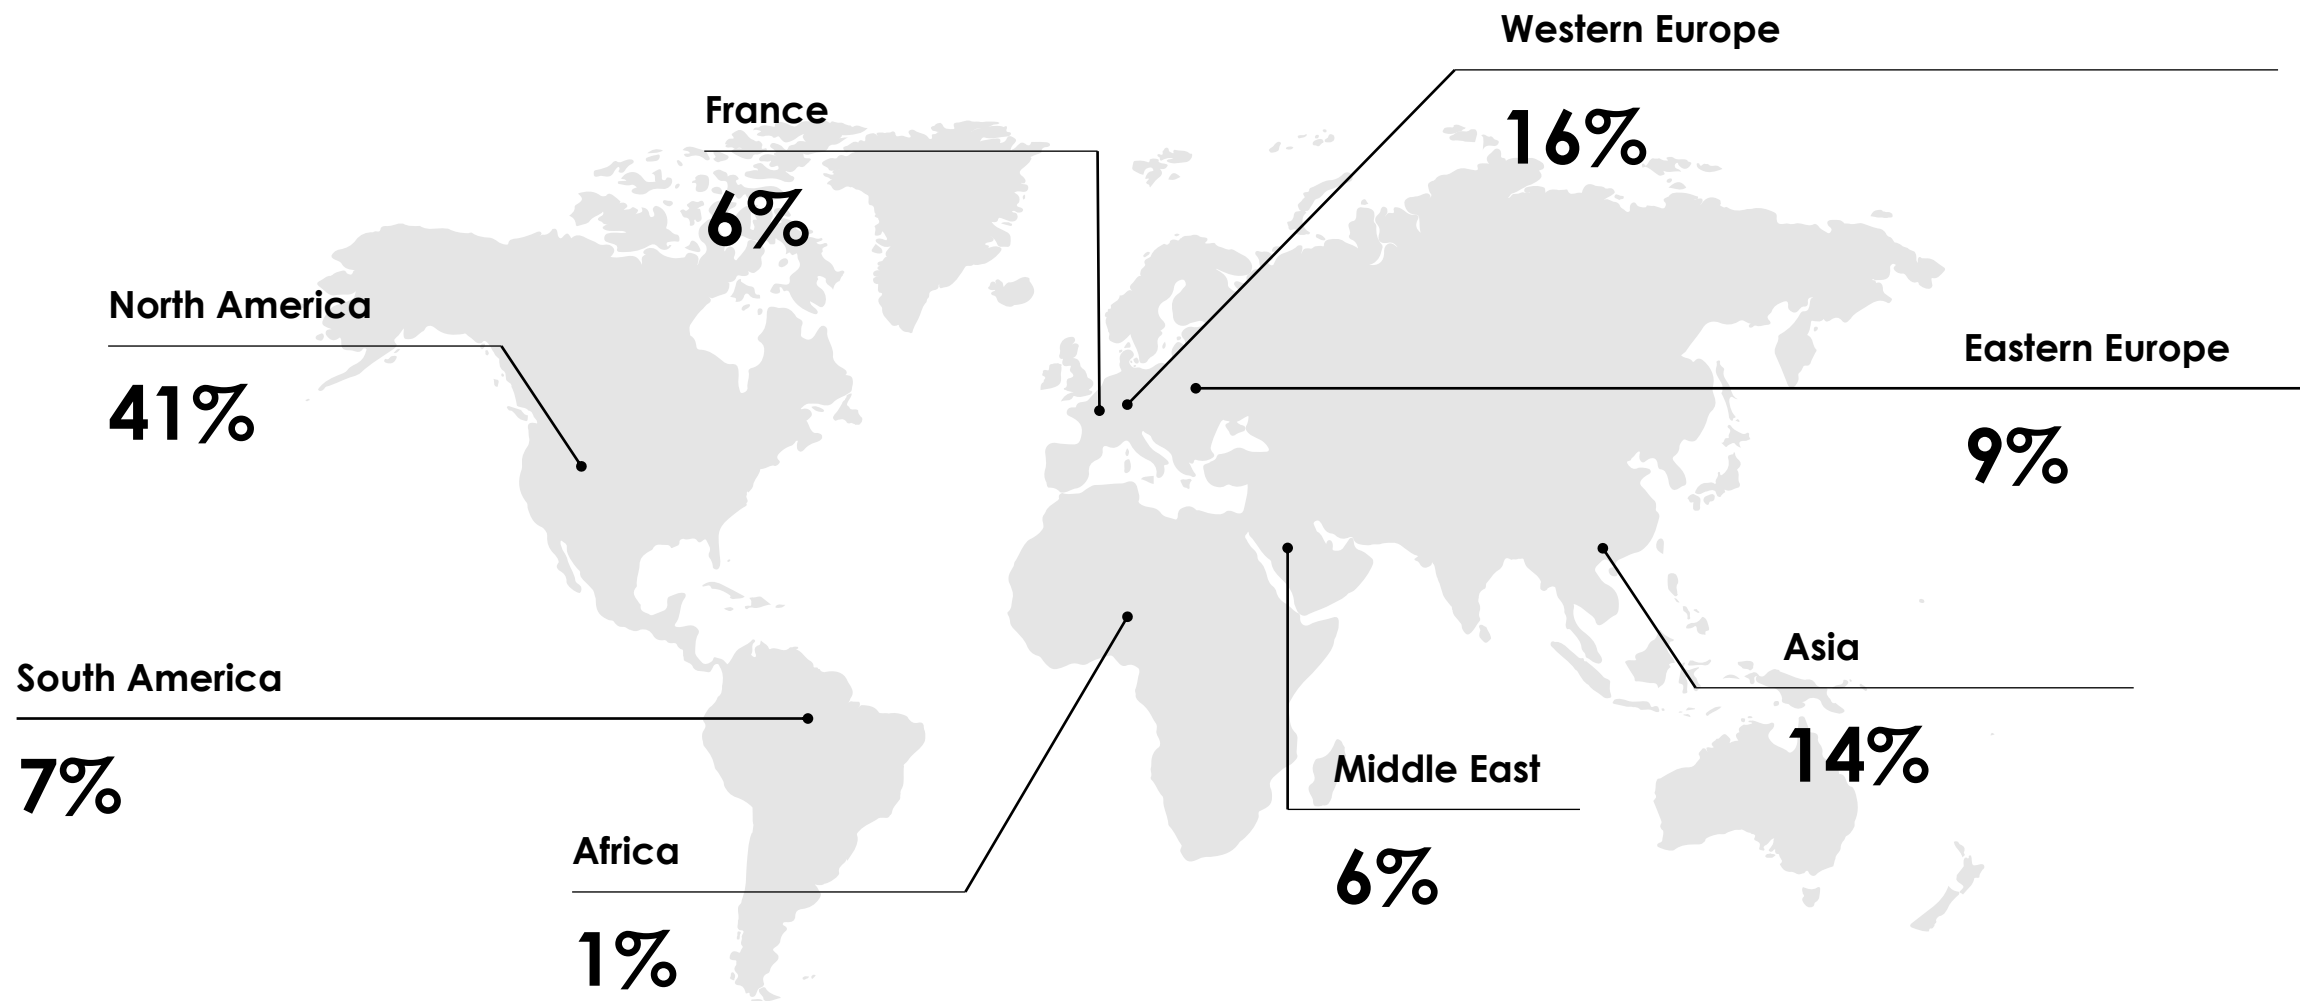 Western Europe
16%
France
6%
North America
41%
Eastern Europe
9%
South America
7%
Asia
14%
Middle East
6%
Africa
1%